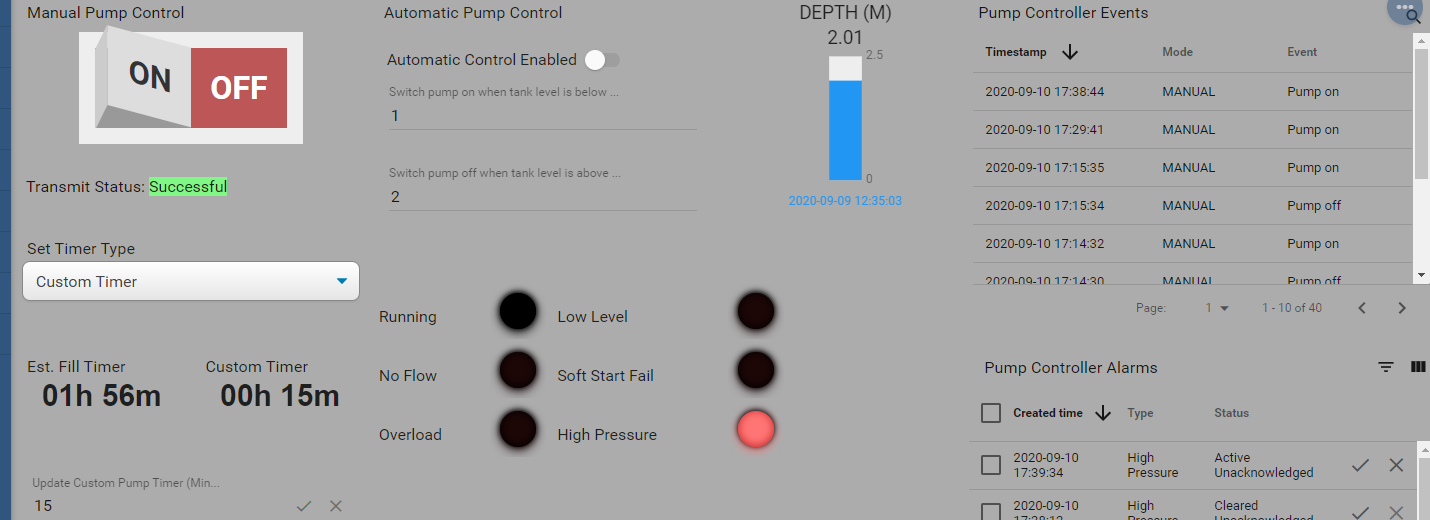 Manual Pump Control
ON
OFF
Transmit Status: Successful
Set Timer Type
Custom Timer
Est. Fill Timer
01h 56m
Custom Timer
00h 15m
Update Custom Pump Timer (Min...
15
Automatic Pump Control
Automatic Control Enabled
Switch pump on when tank level is below ...
1
Switch pump off when tank level is above ...
2
DEPTH (M)
2.01
2.5
0
2020-09-09 12:35:03
Running
Low Level
No Flow
Soft Start Fail
Overload
High Pressure
Pump Controller Events
Timestamp Mode Event
2020-09-10 17:38:44 MANUAL Pump on
2020-09-10 17:29:41 MANUAL Pump on
2020-09-10 17:15:35 MANUAL Pump on
2020-09-10 17:15:34 MANUAL Pump off
2020-09-10 17:14:32 MANUAL Pump on
2020-09-10 17:14:30 MANUAL Pump off
Page: 1 1 - 10 of 40
Pump Controller Alarms
Created time Type Status
2020-09-10 High Active
17:39:34 Pressure Unacknowledged
2020-09-10 High Cleared
17:38:12 Pressure Unacknowledged